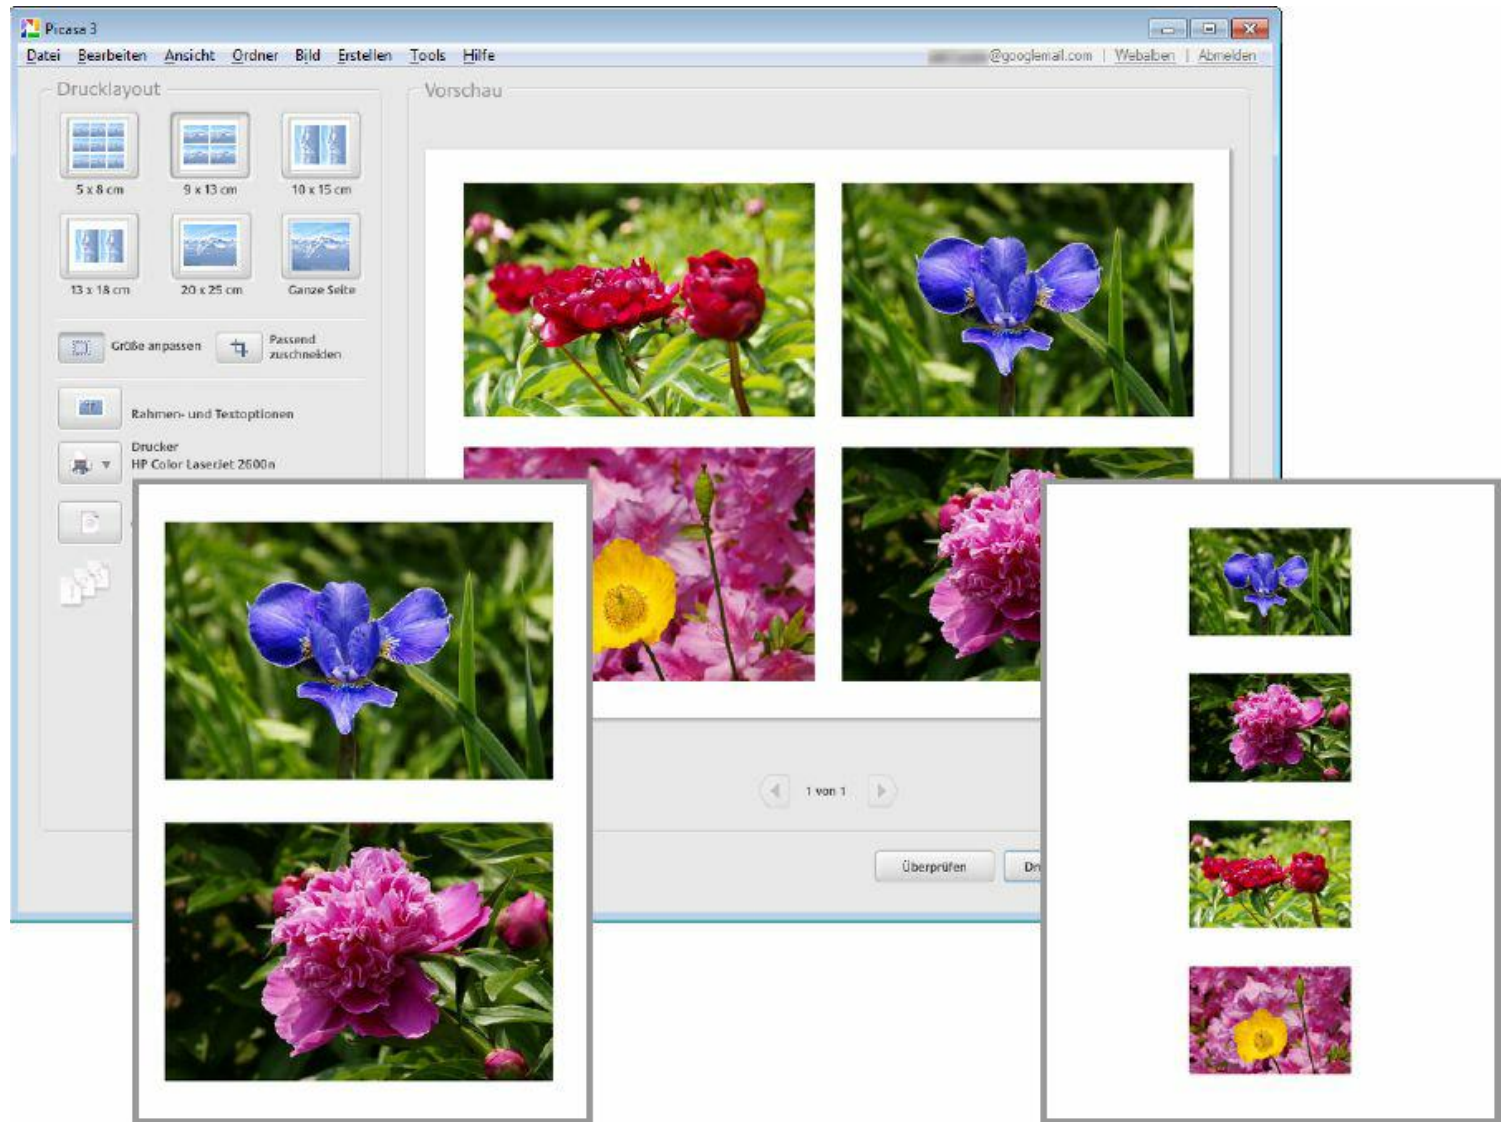 Picasa 3
Datei Bearbeiten Ansicht Ordner Bild Erstellen Tools Hilfe
@googlemail.com | Webalben | Abmelden
Drucklayout
Vorschau
5 x 8 cm
9 x 13 cm
10 x 15 cm
13 x 18 cm
20 x 25 cm
Ganze Seite
Größe anpassen
Passend
zuschneiden
Rahmen- und Textoptionen
Drucker
HP Color LaserJet 2600n
1 von 1
Überprüfen